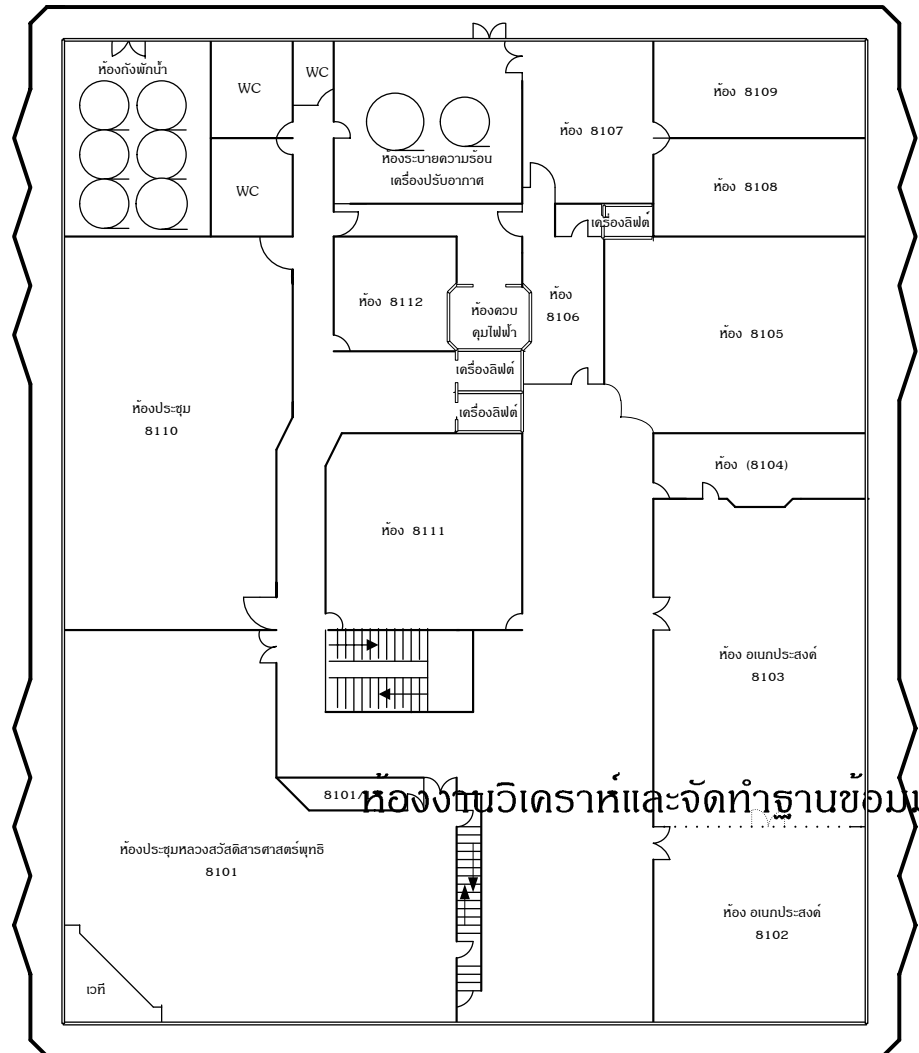 ห้องถังพักน้ำ
WC
WC
WC
ห้องระบายความร้อน
เครื่องปรับอากาศ
ห้อง 8107
ห้อง 8109
ห้อง 8108
เครื่องลิฟต์
ห้อง 8112
ห้องควบ
คุมไฟฟ้า
ห้อง
8106
ห้อง 8105
เครื่องลิฟต์
เครื่องลิฟต์
ห้องประชุม
8110
ห้อง (8104)
ห้อง 8111
ห้อง อเนกประสงค์
8103
8101/
ห้องงานวิเคราะห์และจัดทำฐานข้อมูล
ห้องประชุมหลวงสวัสดิสารศาสตร์พุทธิ
8101
ห้อง อเนกประสงค์
8102
เวที